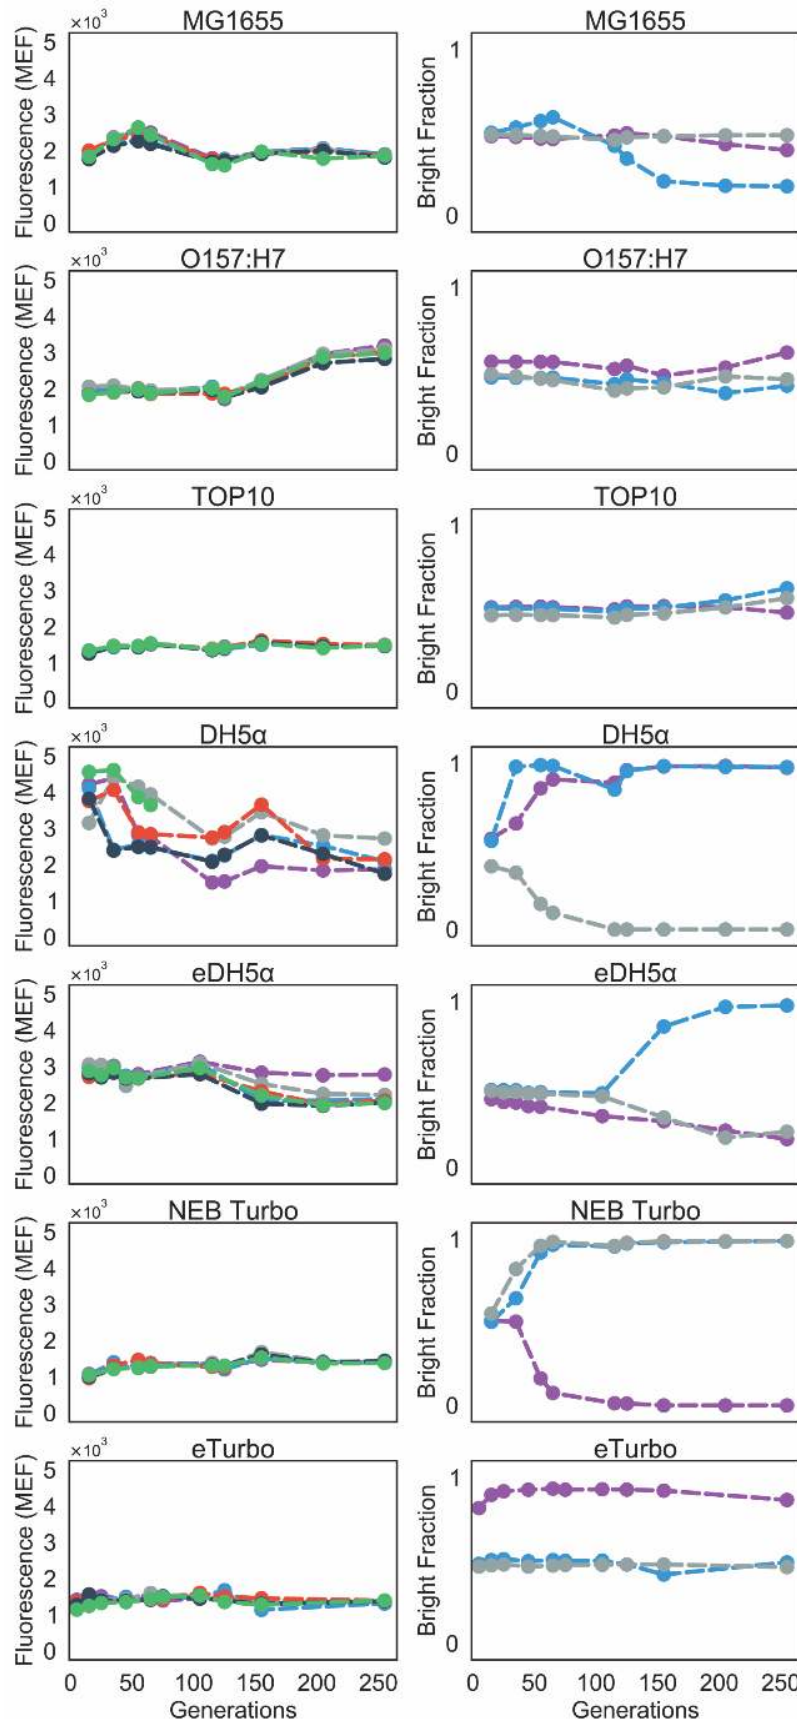 MG1655 MG1655
×10³
Fluorescence (MEF)
5
4
3
2
1
0
Bright Fraction
1
0
O157:H7 O157:H7
×10³
Fluorescence (MEF)
5
4
3
2
1
0
Bright Fraction
1
0
TOP10 TOP10
×10³
Fluorescence (MEF)
5
4
3
2
1
0
Bright Fraction
1
0
DH5α DH5α
×10³
Fluorescence (MEF)
5
4
3
2
1
0
Bright Fraction
1
0
eDH5α eDH5α
×10³
Fluorescence (MEF)
5
4
3
2
1
0
Bright Fraction
1
0
NEB Turbo NEB Turbo
×10³
Fluorescence (MEF)
5
4
3
2
1
0
Bright Fraction
1
0
eTurbo eTurbo
×10³
Fluorescence (MEF)
5
4
3
2
1
0
Bright Fraction
1
0
0 50 100 150 200 250 0 50 100 150 200 250
Generations Generations